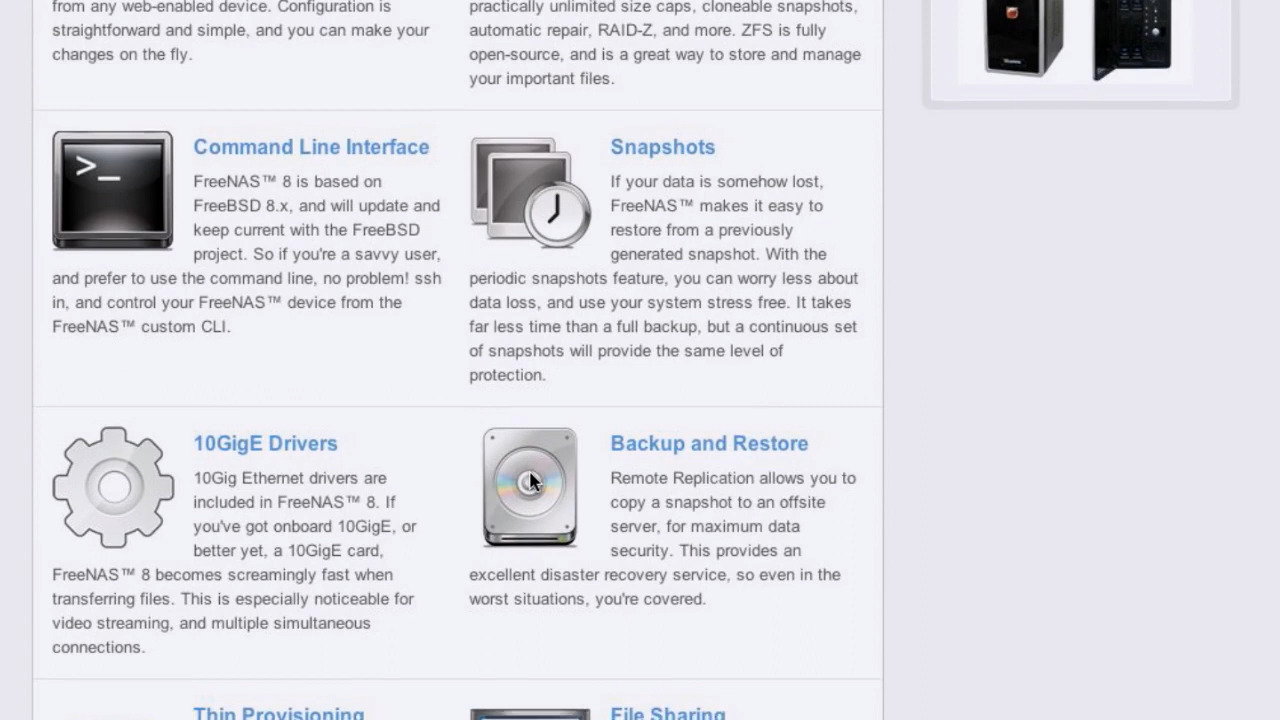 from any web-enabled device. Configuration is
straightforward and simple, and you can make your
changes on the fly.
practically unlimited size caps, cloneable snapshots,
automatic repair, RAID-Z, and more. ZFS is fully
open-source, and is a great way to store and manage
your important files.
>_
Command Line Interface
FreeNAS™ 8 is based on
FreeBSD 8.x, and will update and
keep current with the FreeBSD
project. So if you're a savvy user,
and prefer to use the command line, no problem! ssh
in, and control your FreeNAS™ device from the
FreeNAS™ custom CLI.
Snapshots
If your data is somehow lost,
FreeNAS™ makes it easy to
restore from a previously
generated snapshot. With the
periodic snapshots feature, you can worry less about
data loss, and use your system stress free. It takes
far less time than a full backup, but a continuous set
of snapshots will provide the same level of
protection.
10GigE Drivers
10Gig Ethernet drivers are
included in FreeNAS™ 8. If
you've got onboard 10GigE, or
better yet, a 10GigE card,
FreeNAS™ 8 becomes screamingly fast when
transferring files. This is especially noticeable for
video streaming, and multiple simultaneous
connections.
Backup and Restore
Remote Replication allows you to
copy a snapshot to an offsite
server, for maximum data
security. This provides an
excellent disaster recovery service, so even in the
worst situations, you're covered.
Thin Provisioning
File Sharing